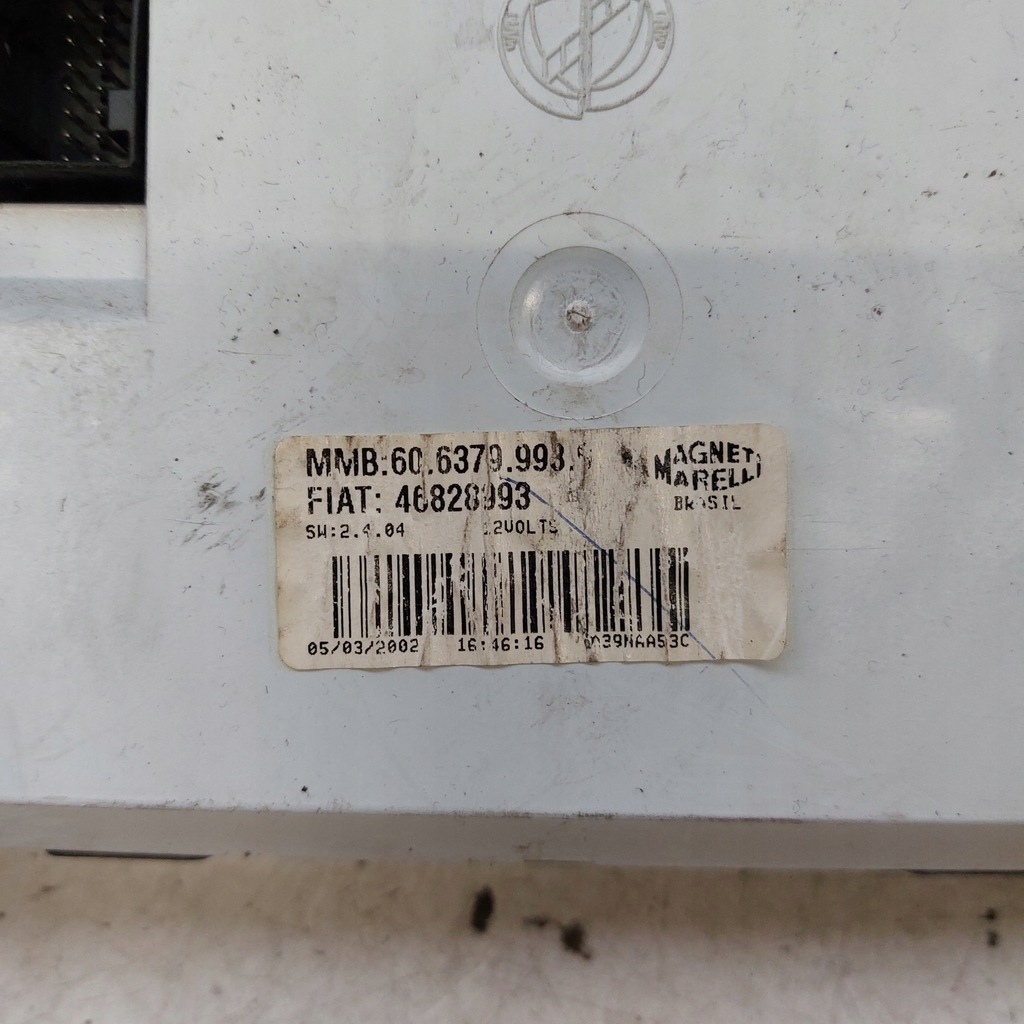 MMB:60.6379.993.
MAGNETI
MARELLI
BRASIL
FIAT: 46828993
SW:2.4.04 12VOLTS
05/03/2002 16:46:16